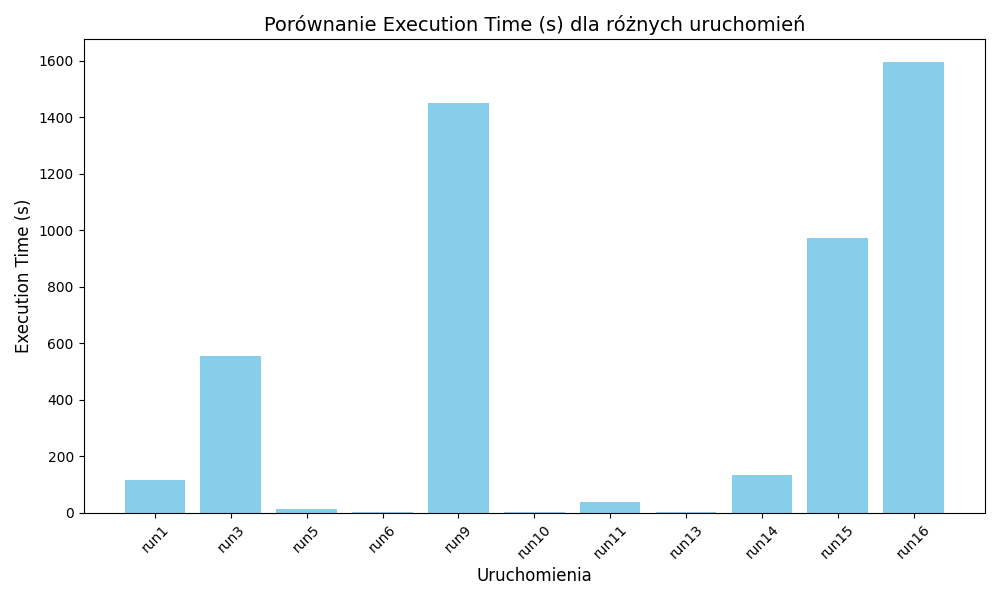 Porównanie Execution Time (s) dla różnych uruchomień
Execution Time (s)
1600
1400
1200
1000
800
600
400
200
0
run1
run3
run5
run6
run9
run10
run11
run13
run14
run15
run16
Uruchomienia